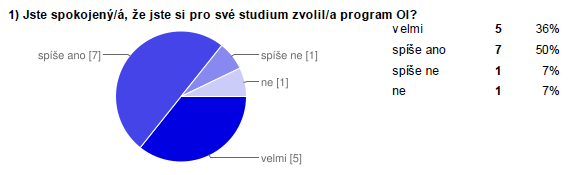 1) Jste spokojený/á, že jste si pro své studium zvolil/a program OI?
spíše ano [7]
spíše ne [1]
ne [1]
velmi [5]
velmi 5 36%
spíše ano 7 50%
spíše ne 1 7%
ne 1 7%